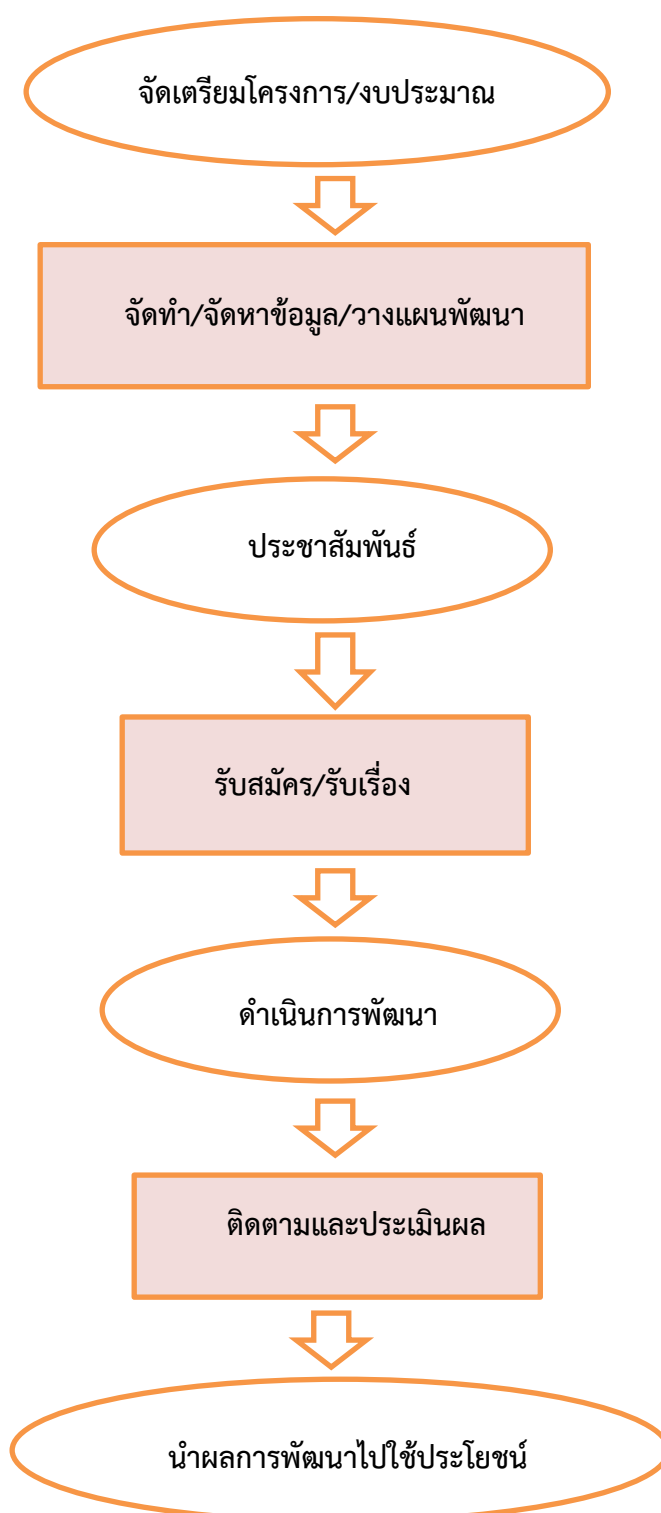 จัดเตรียมโครงการ/งบประมาณ
จัดทำ/จัดหาข้อมูล/วางแผนพัฒนา
ประชาสัมพันธ์
รับสมัคร/รับเรื่อง
ดำเนินการพัฒนา
ติดตามและประเมินผล
นำผลการพัฒนาไปใช้ประโยชน์